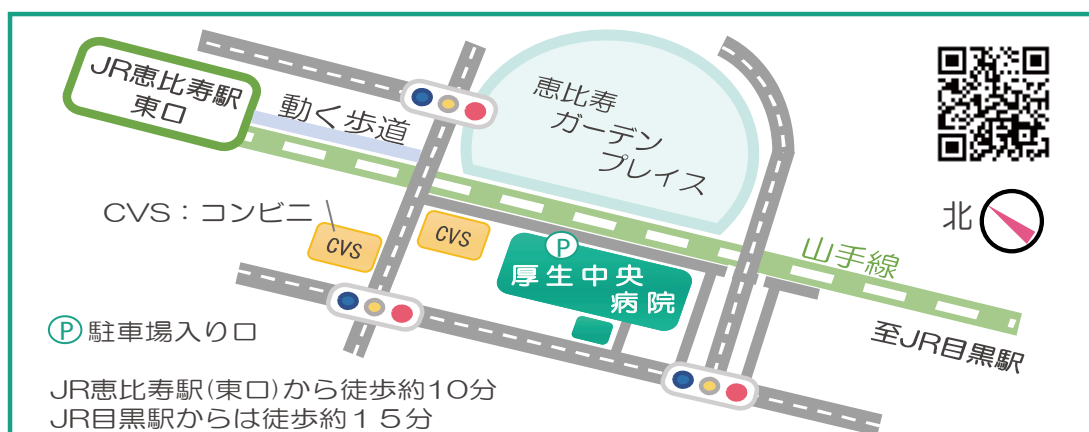 JR恵比寿駅
東口
動く歩道
恵比寿
ガーデン
プレイス
北
CVS：コンビニ
CVS
CVS
P
厚生中央
病院
山手線
至JR目黒駅
P 駐車場入り口
JR恵比寿駅(東口)から徒歩約10分
JR目黒駅からは徒歩約１５分